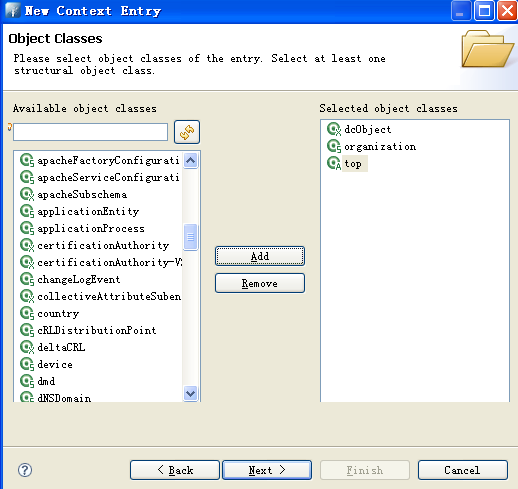 New Context Entry
Object Classes
Please select object classes of the entry. Select at least one
structural object class.
Available object classes
Selected object classes
apacheFactoryConfigurati
apacheServiceConfigurati
apacheSubschema
applicationEntity
applicationProcess
certificationAuthority
certificationAuthority-V
changeLogEvent
collectiveAttributeSuben
country
cRLDistributionPoint
deltaCRL
device
dmd
dNSDomain
Add
Remove
dcObject
organization
top
< Back
Next >
Finish
Cancel